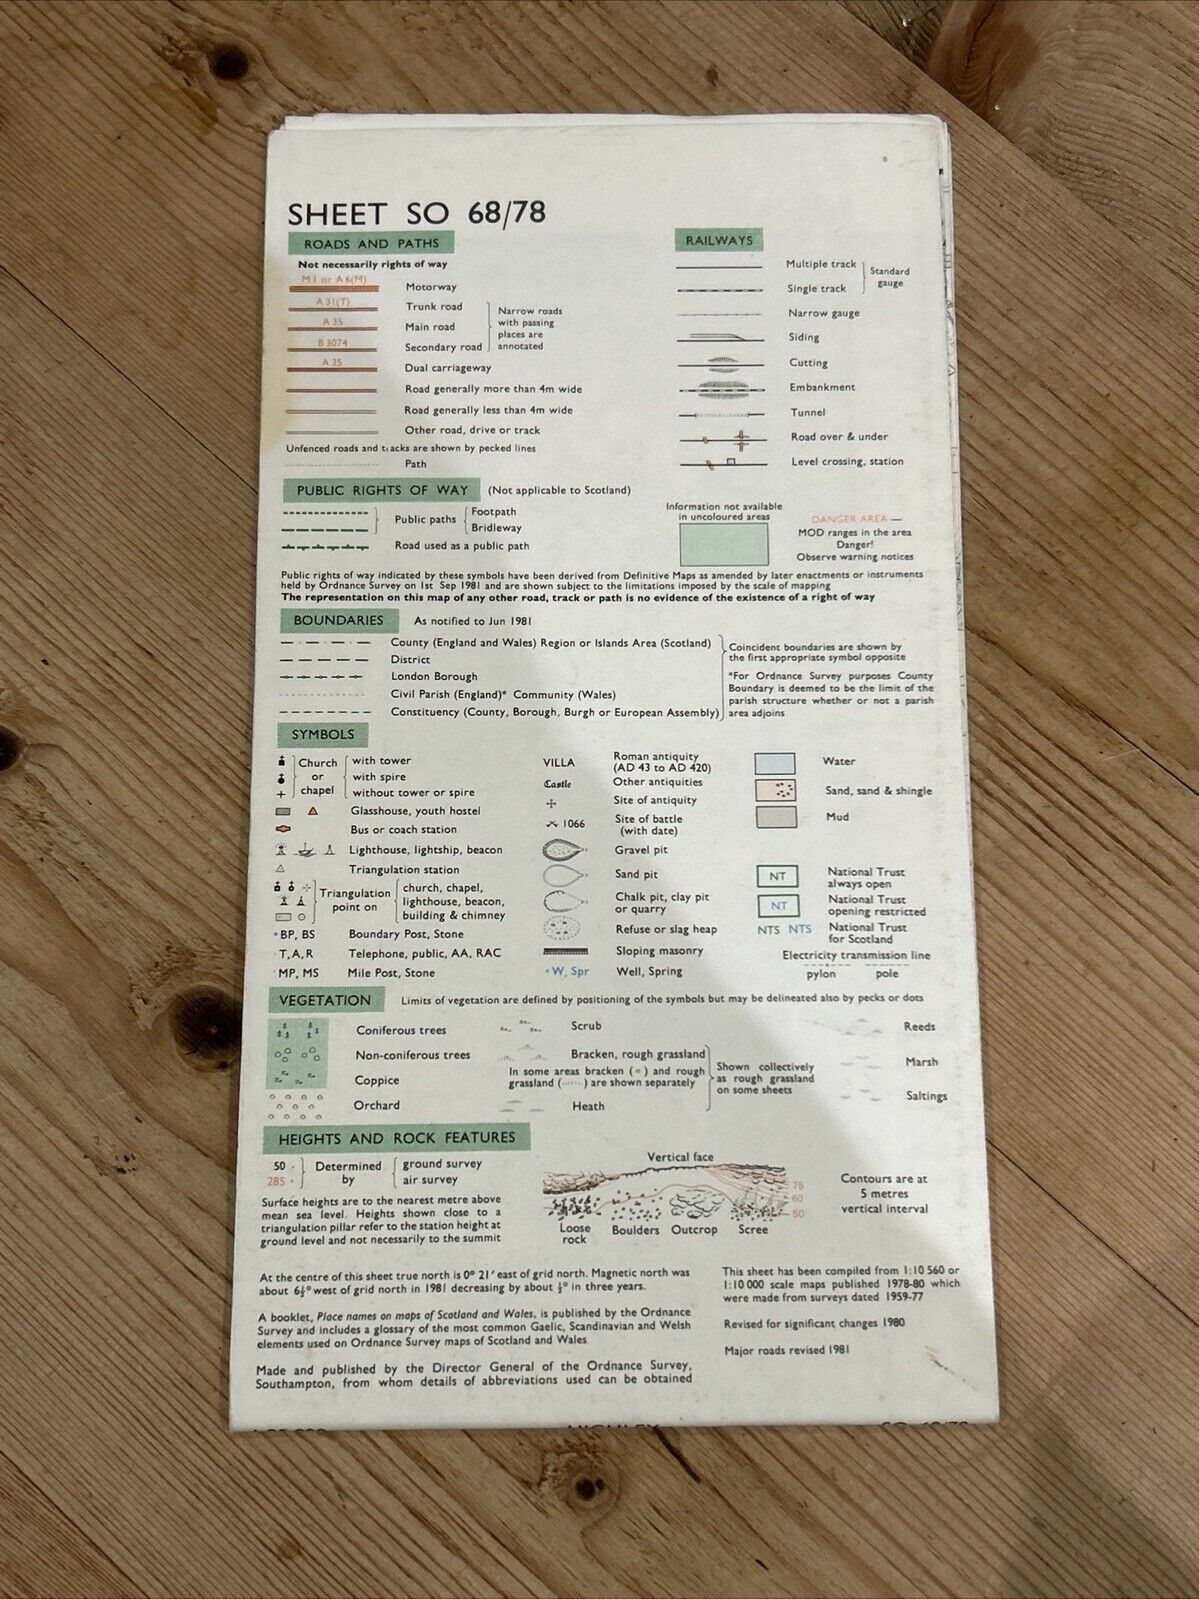 SHEET SO 68/78
ROADS AND PATHS
Not necessarily rights of way
M 1 or A 6(M)
Motorway
A 31(T)
Trunk road
A 35
Main road
B 3074
Secondary road
Narrow roads
with passing
places are
annotated
A 35
Dual carriageway
Road generally more than 4m wide
Road generally less than 4m wide
Other road, drive or track
Unfenced roads and tracks are shown by pecked lines
Path
RAILWAYS
Multiple track
Single track
Standard
gauge
Narrow gauge
Siding
Cutting
Embankment
Tunnel
Road over & under
Level crossing, station
PUBLIC RIGHTS OF WAY (Not applicable to Scotland)
Public paths
Footpath
Bridleway
Road used as a public path
Information not available
in uncoloured areas
DANGER AREA
MOD ranges in the area
Danger!
Observe warning notices
Public rights of way indicated by these symbols have been derived from Definitive Maps as amended by later enactments or instruments
held by Ordnance Survey on 1st Sep 1981 and are shown subject to the limitations imposed by the scale of mapping
The representation on this map of any other road, track or path is no evidence of the existence of a right of way
BOUNDARIES As notified to Jun 1981
County (England and Wales) Region or Islands Area (Scotland)
District
London Borough
Civil Parish (England)* Community (Wales)
Constituency (County, Borough, Burgh or European Assembly)
Coincident boundaries are shown by
the first appropriate symbol opposite
*For Ordnance Survey purposes County
Boundary is deemed to be the limit of the
parish structure whether or not a parish
area adjoins
SYMBOLS
Church
or
chapel
with tower
with spire
without tower or spire
Glasshouse, youth hostel
Bus or coach station
Lighthouse, lightship, beacon
Triangulation station
Triangulation
point on
church, chapel,
lighthouse, beacon,
building & chimney
BP, BS Boundary Post, Stone
T, A, R Telephone, public, AA, RAC
MP, MS Mile Post, Stone
VILLA Roman antiquity
(AD 43 to AD 420)
Castle Other antiquities
Site of antiquity
1066 Site of battle
(with date)
Gravel pit
Sand pit
Chalk pit, clay pit
or quarry
Refuse or slag heap
Sloping masonry
W, Spr Well, Spring
Water
Sand, sand & shingle
Mud
NT National Trust
always open
NT National Trust
opening restricted
NTS NTS National Trust
for Scotland
Electricity transmission line
pylon pole
VEGETATION Limits of vegetation are defined by positioning of the symbols but may be delineated also by pecks or dots
Coniferous trees
Non-coniferous trees
Coppice
Orchard
Scrub
Bracken, rough grassland
In some areas bracken ( ) and rough
grassland ( ) are shown separately
Heath
Shown collectively
as rough grassland
on some sheets
Reeds
Marsh
Saltings
HEIGHTS AND ROCK FEATURES
50
285
Determined
by
ground survey
air survey
Surface heights are to the nearest metre above
mean sea level. Heights shown close to a
triangulation pillar refer to the station height at
ground level and not necessarily to the summit
Vertical face
75
60
50
Loose
rock
Boulders
Outcrop
Scree
Contours are at
5 metres
vertical interval
At the centre of this sheet true north is 0° 21′ east of grid north. Magnetic north was
about 6½° west of grid north in 1981 decreasing by about ½° in three years.
A booklet, Place names on maps of Scotland and Wales, is published by the Ordnance
Survey and includes a glossary of the most common Gaelic, Scandinavian and Welsh
elements used on Ordnance Survey maps of Scotland and Wales
Made and published by the Director General of the Ordnance Survey,
Southampton, from whom details of abbreviations used can be obtained
This sheet has been compiled from 1:10 560 or
1:10 000 scale maps published 1978-80 which
were made from surveys dated 1959-77
Revised for significant changes 1980
Major roads revised 1981